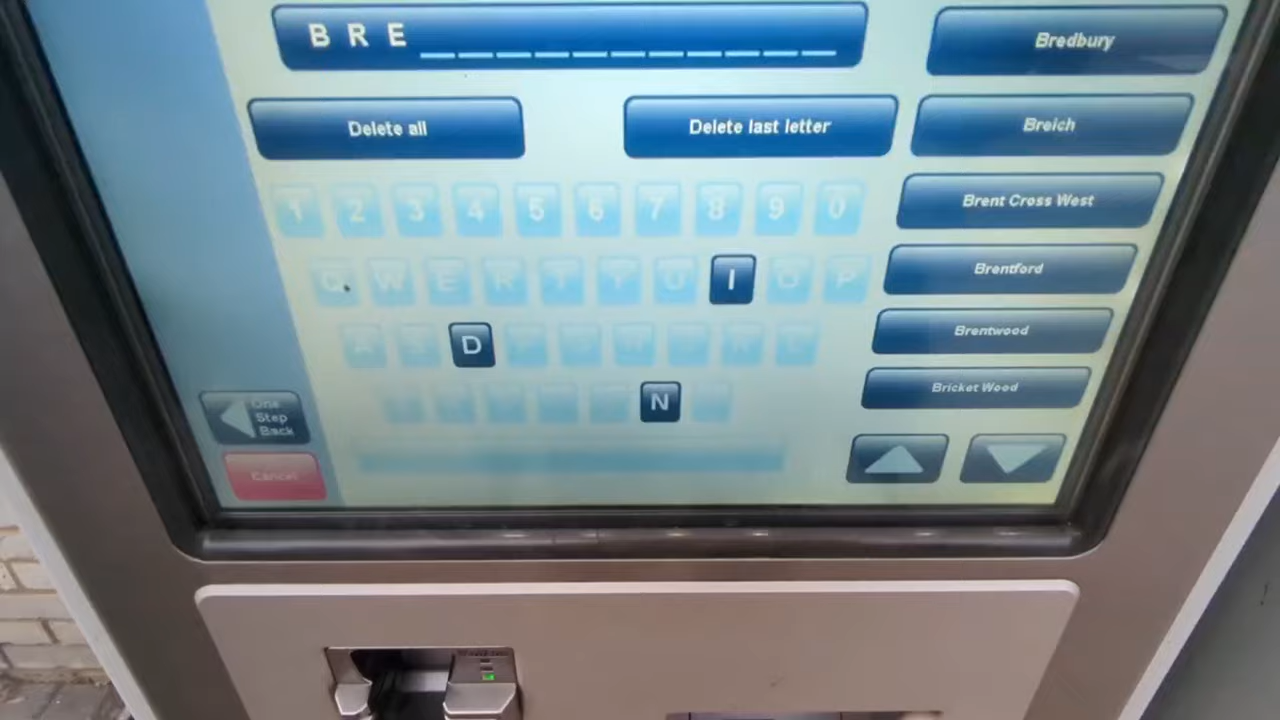 BRE
Bredbury
Delete all
Delete last letter
Breich
1 2 3 4 5 6 7 8 9 0
Brent Cross West
Q W E R T Y U I O P
Brentford
A S D
Brentwood
N
Bricket Wood
One
Step
Back
Cancel